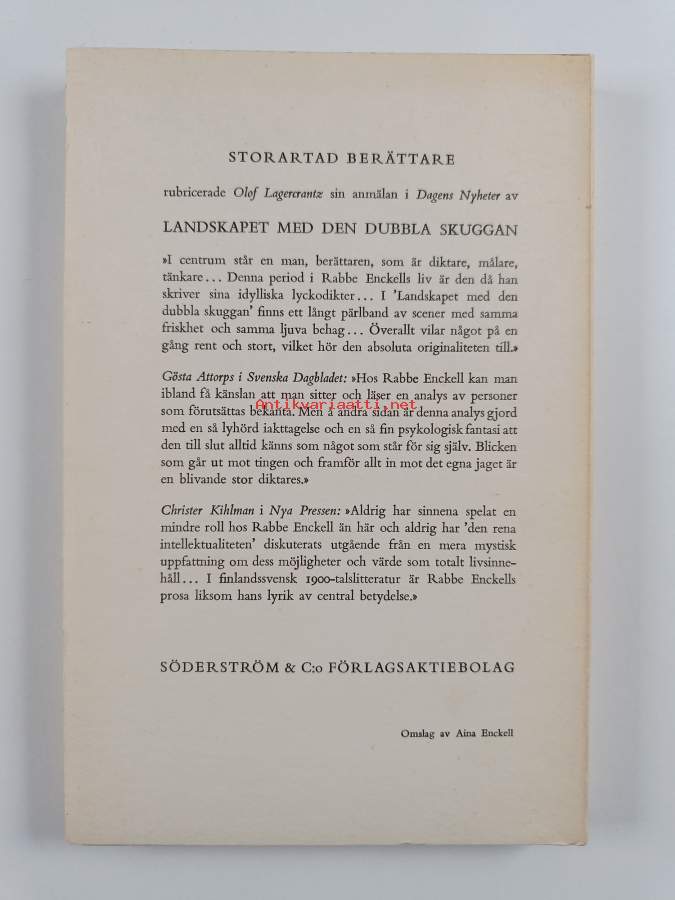 STORARTAD BERÄTTARE
rubricerade Olof Lagercrantz sin anmälan i Dagens Nyheter av
LANDSKAPET MED DEN DUBBLA SKUGGAN
»I centrum står en man, berättaren, som är diktare, målare,
tänkare... Denna period i Rabbe Enckells liv är den då han
skriver sina idylliska lyckodikter... I 'Landskapet med den
dubbla skuggan' finns ett långt pärlband av scener med samma
friskhet och samma ljuva behag... Överallt vilar något på en
gång rent och stort, vilket hör den absoluta originaliteten till.»
Gösta Attorps i Svenska Dagbladet: »Hos Rabbe Enckell kan man
ibland få känslan att man sitter och läser en analys av personer
Antikvariaatti.net
som förutsättas bekanta. Men å andra sidan är denna analys gjord
med en så lyhörd iakttagelse och en så fin psykologisk fantasi att
den till slut alltid känns som något som står för sig själv. Blicken
som går ut mot tingen och framför allt in mot det egna jaget är
en blivande stor diktares.»
Christer Kihlman i Nya Pressen: »Aldrig har sinnena spelat en
mindre roll hos Rabbe Enckell än här och aldrig har 'den rena
intellektualiteten' diskuterats utgående från en mera mystisk
uppfattning om dess möjligheter och värde som totalt livsinne-
håll... I finlandssvensk 1900-talslitteratur är Rabbe Enckells
prosa liksom hans lyrik av central betydelse.»
SÖDERSTRÖM & C:o FÖRLAGSAKTIEBOLAG
Omslag av Aina Enckell